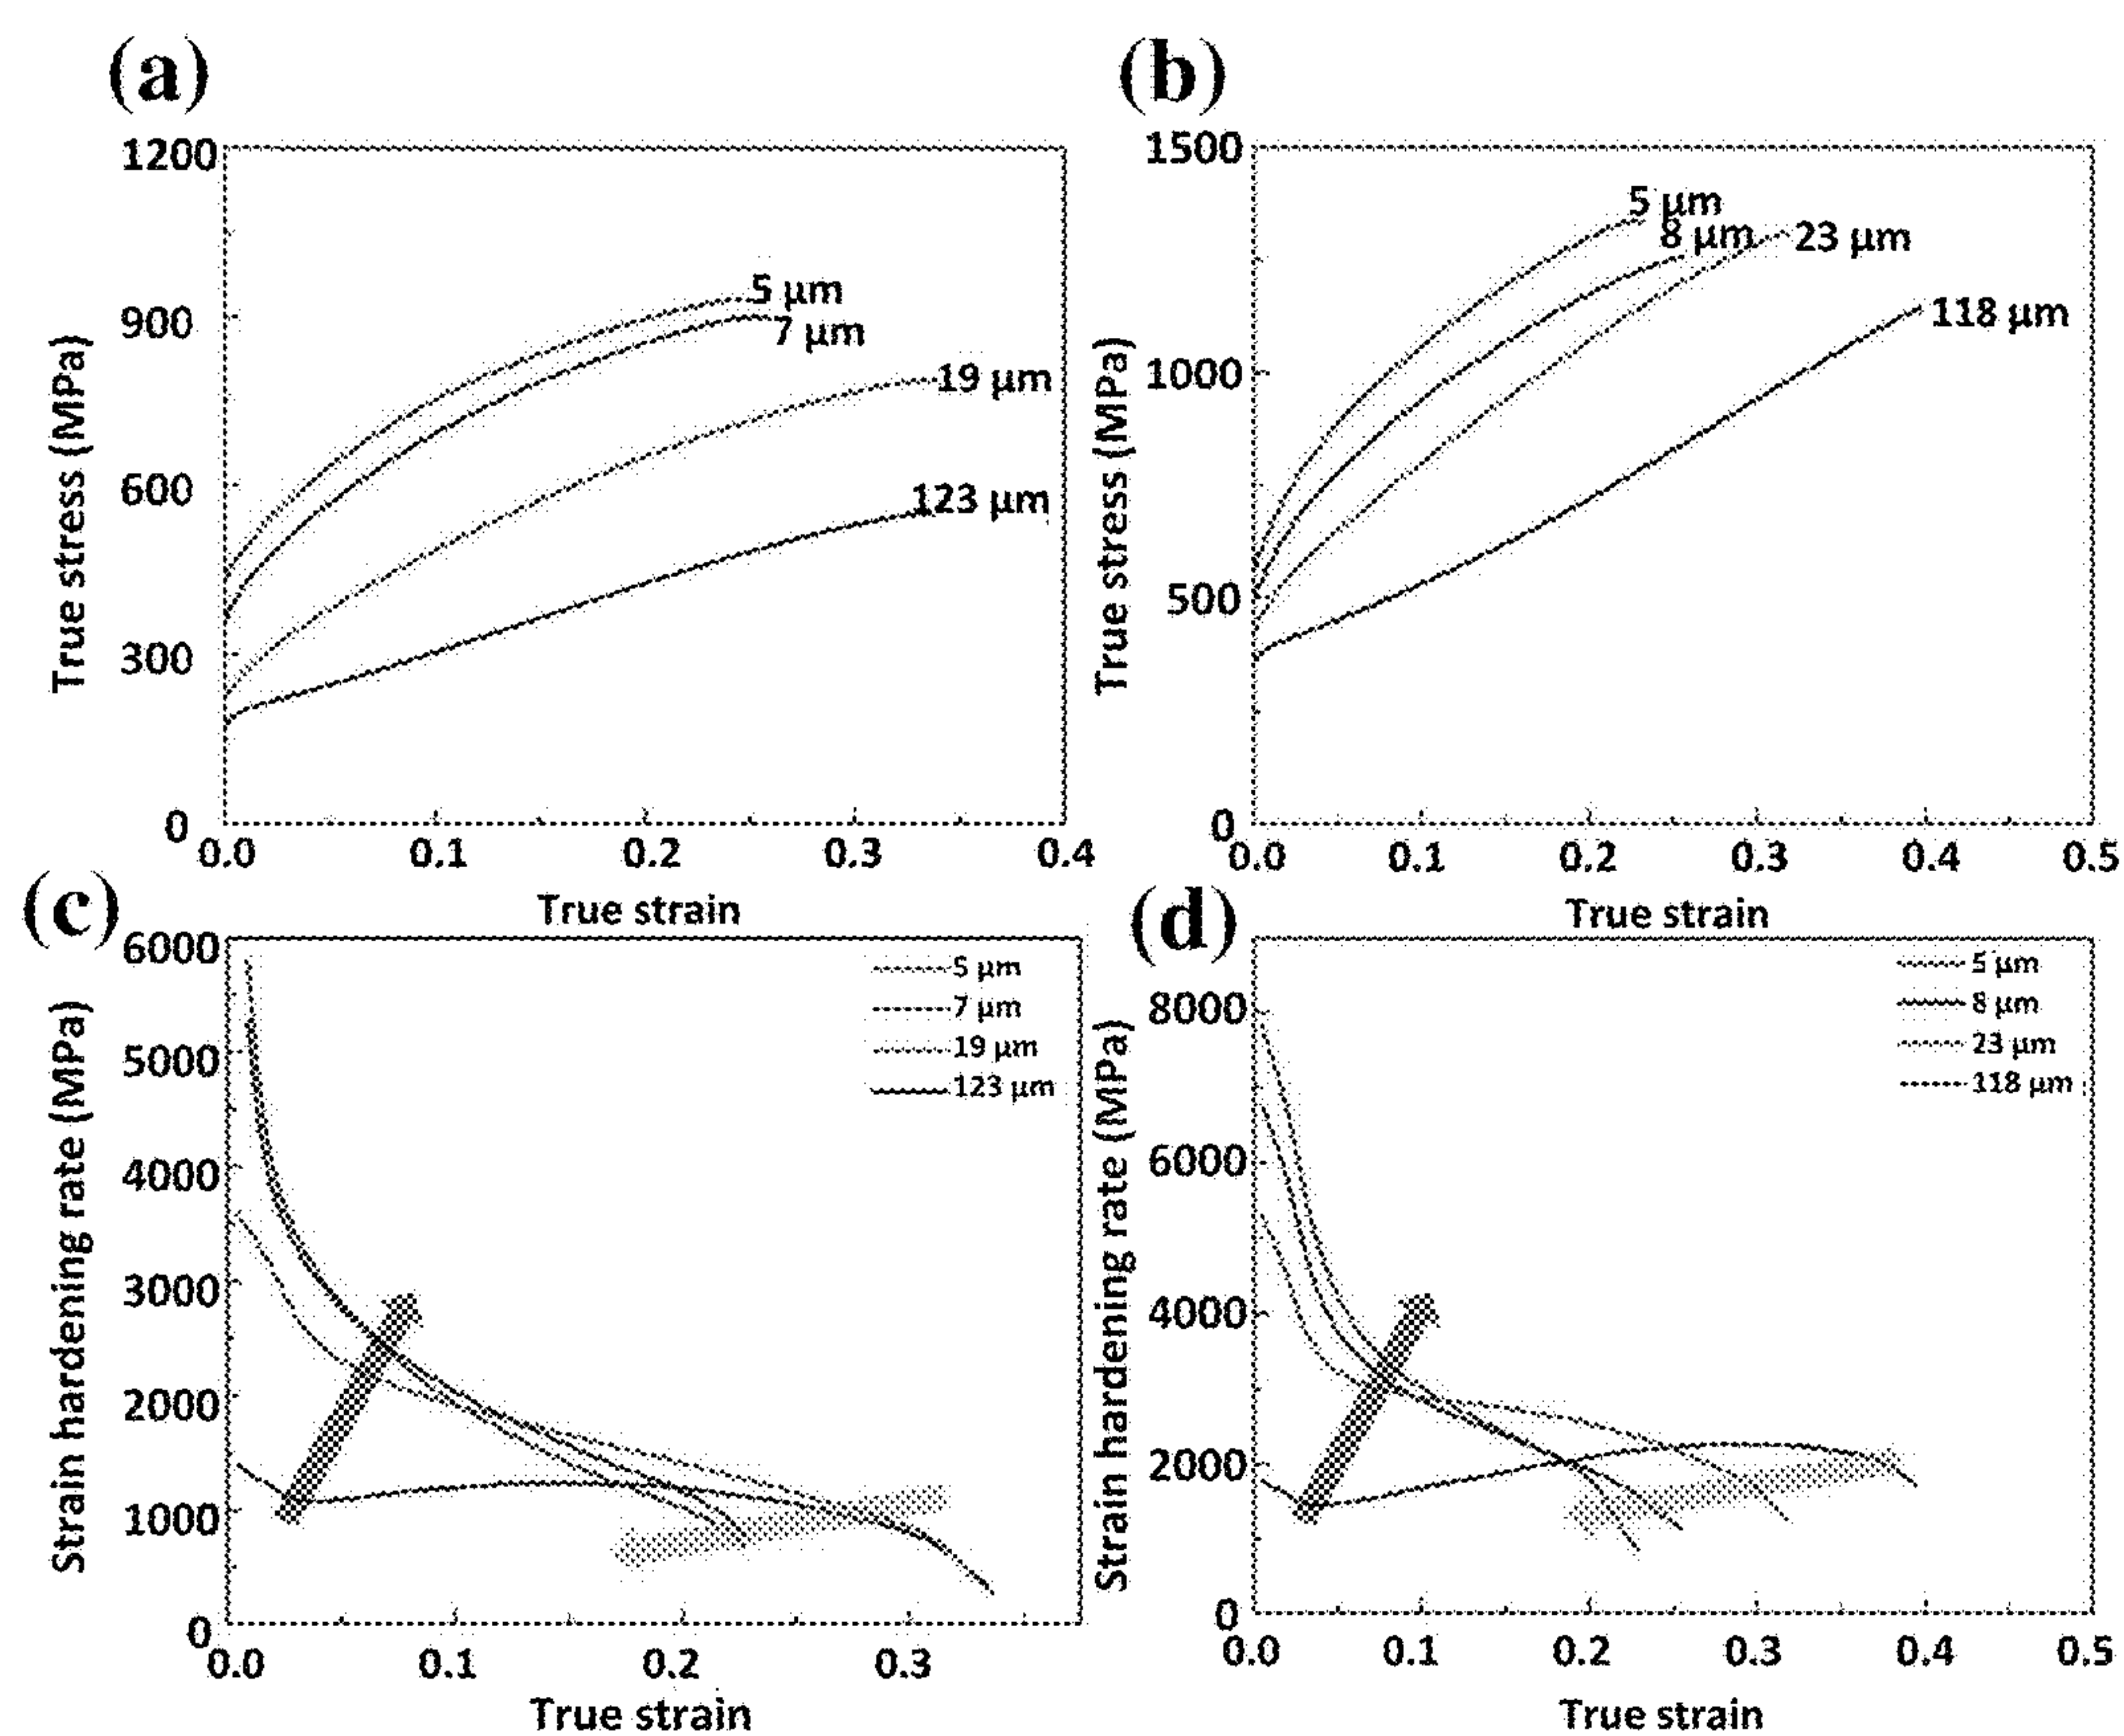 (a)
1200
900
600
300
0
True stress (MPa)
5 μm
7 μm
19 μm
123 μm
0.0 0.1 0.2 0.3 0.4
True strain
(b)
1500
1000
500
0
True stress (MPa)
5 μm
8 μm
23 μm
118 μm
0.0 0.1 0.2 0.3 0.4 0.5
True strain
(c)
6000
5000
4000
3000
2000
1000
0
Strain hardening rate (MPa)
5 μm
7 μm
19 μm
123 μm
0.0 0.1 0.2 0.3
True strain
(d)
8000
6000
4000
2000
0
Strain hardening rate (MPa)
5 μm
8 μm
23 μm
118 μm
0.0 0.1 0.2 0.3 0.4 0.5
True strain